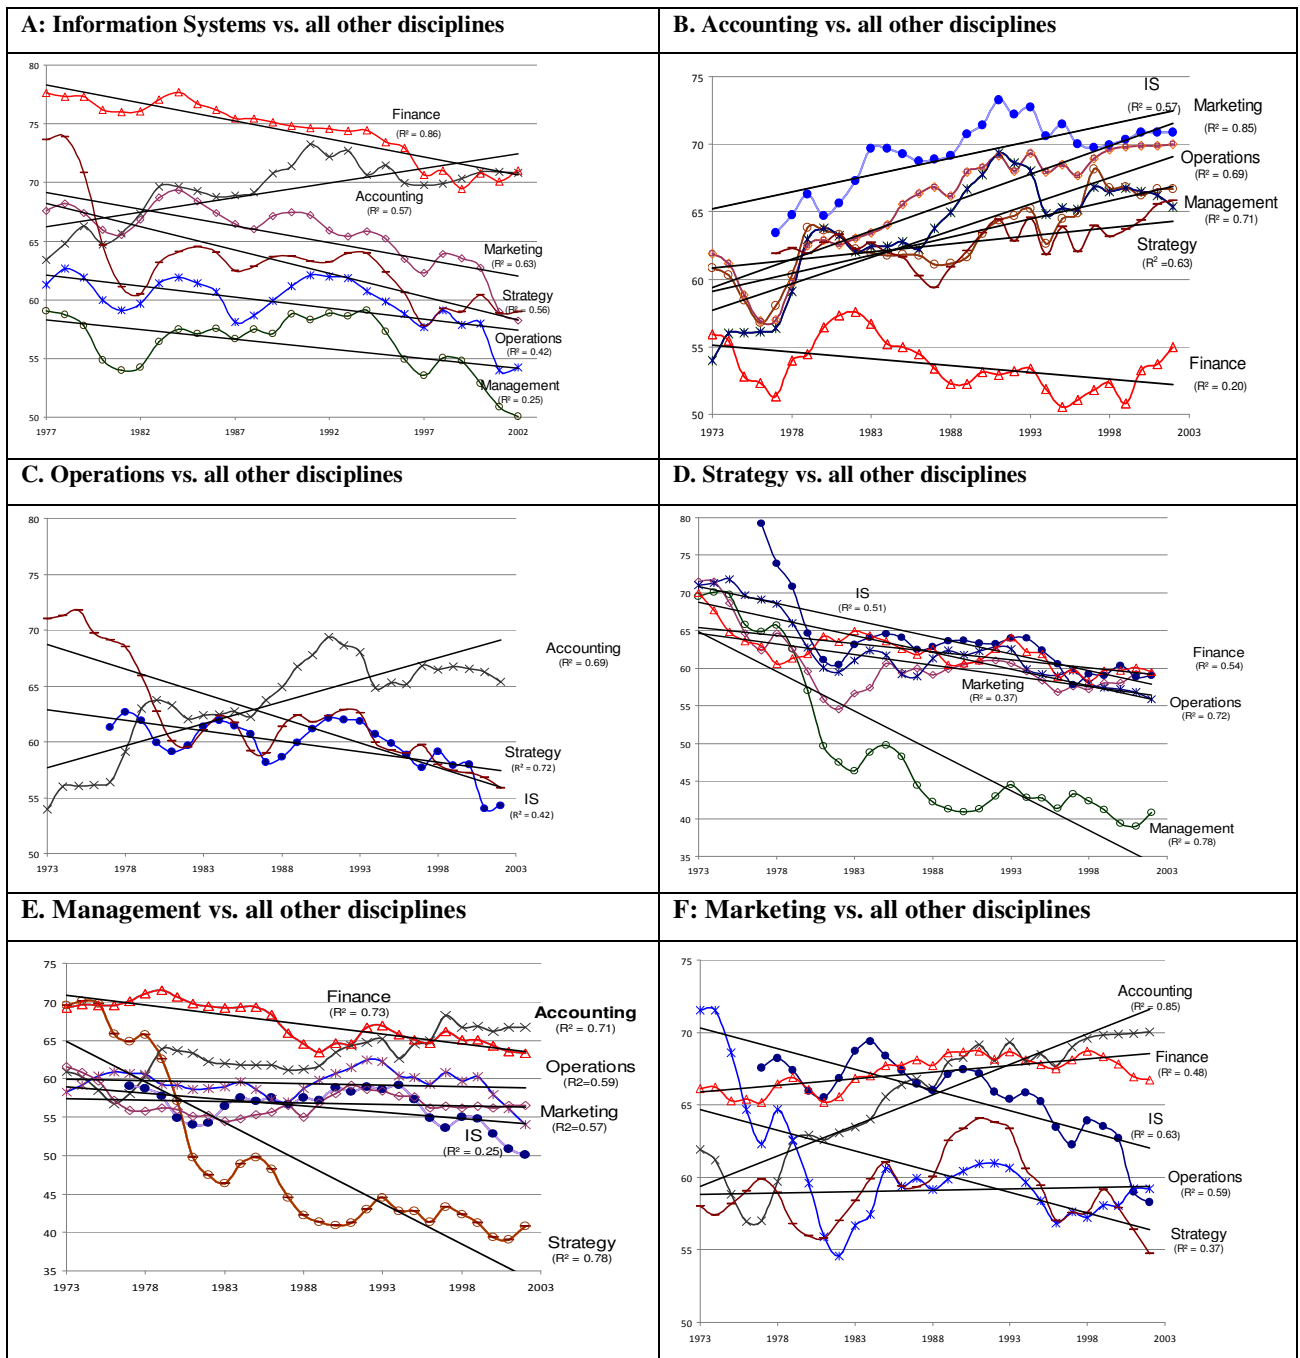 A: Information Systems vs. all other disciplines
80
75
70
65
60
55
50
1977
1982
1987
1992
1997
2002
Finance
(R² = 0.86)
Accounting
(R² = 0.57)
Marketing
(R² = 0.63)
Strategy
(R² = 0.56)
Operations
(R² = 0.42)
Management
(R² = 0.25)
B. Accounting vs. all other disciplines
75
70
65
60
55
50
1973
1978
1983
1988
1993
1998
2003
IS
(R² = 0.57)
Marketing
(R² = 0.85)
Operations
(R² = 0.69)
Management
(R² = 0.71)
Strategy
(R² =0.63)
Finance
(R² = 0.20)
C. Operations vs. all other disciplines
80
75
70
65
60
55
50
1973
1978
1983
1988
1993
1998
2003
Accounting
(R² = 0.69)
Strategy
(R² = 0.72)
IS
(R² = 0.42)
D. Strategy vs. all other disciplines
80
75
70
65
60
55
50
45
40
35
1973
1978
1983
1988
1993
1998
2003
IS
(R² = 0.51)
Finance
(R² = 0.54)
Marketing
(R² = 0.37)
Operations
(R² = 0.72)
Management
(R² = 0.78)
E. Management vs. all other disciplines
75
70
65
60
55
50
45
40
35
1973
1978
1983
1988
1993
1998
2003
Finance
(R² = 0.73)
Accounting
(R² = 0.71)
Operations
(R2=0.59)
Marketing
(R2=0.57)
IS
(R² = 0.25)
Strategy
(R² = 0.78)
F: Marketing vs. all other disciplines
75
70
65
60
55
50
1973
1978
1983
1988
1993
1998
2003
Accounting
(R² = 0.85)
Finance
(R² = 0.48)
IS
(R² = 0.63)
Operations
(R² = 0.59)
Strategy
(R² = 0.37)